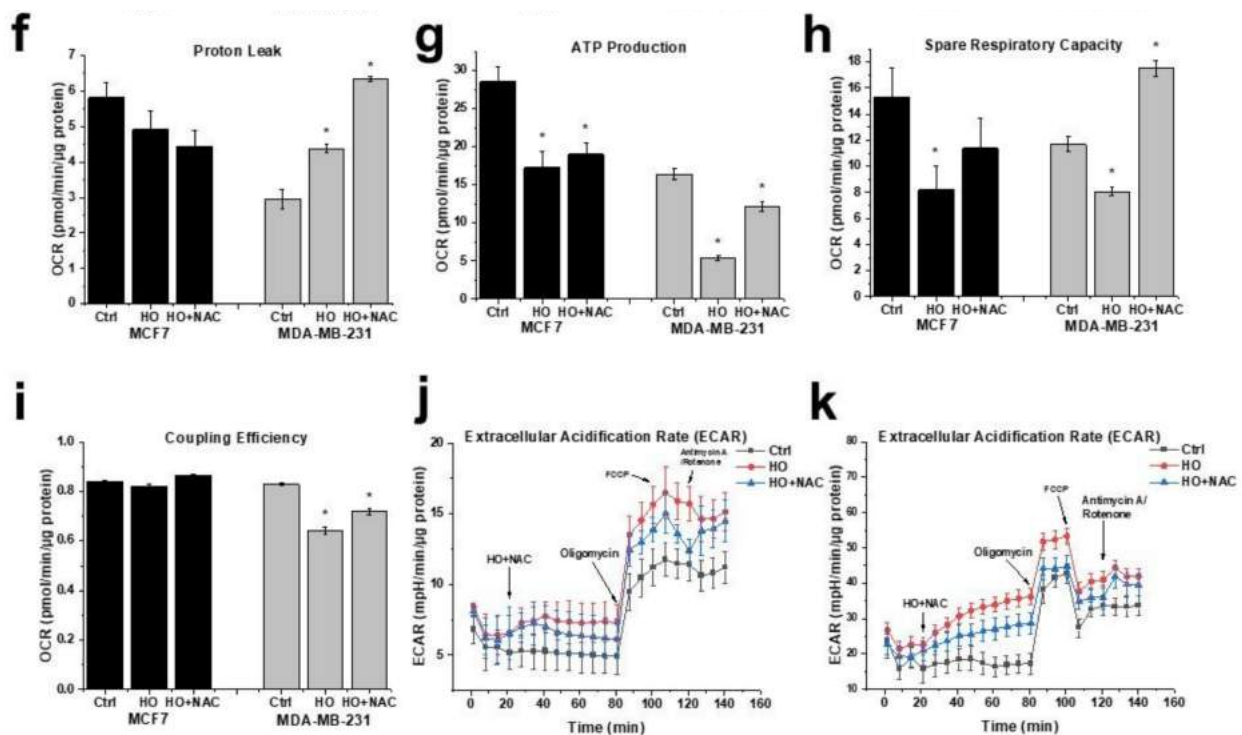 f
Proton Leak
OCR (pmol/min/µg protein)
7
6
5
4
3
2
1
0
*
*
Ctrl HO HO+NAC Ctrl HO HO+NAC
MCF7 MDA-MB-231
g
ATP Production
OCR (pmol/min/µg protein)
30
25
20
15
10
5
0
*
*
*
*
Ctrl HO HO+NAC Ctrl HO HO+NAC
MCF7 MDA-MB-231
h
Spare Respiratory Capacity
OCR (pmol/min/µg protein)
18
16
14
12
10
8
6
4
2
0
*
*
*
Ctrl HO HO+NAC Ctrl HO HO+NAC
MCF7 MDA-MB-231
i
Coupling Efficiency
OCR (pmol/min/µg protein)
1.0
0.8
0.6
0.4
0.2
0.0
*
*
Ctrl HO HO+NAC Ctrl HO HO+NAC
MCF7 MDA-MB-231
j
Extracellular Acidification Rate (ECAR)
ECAR (mpH/min/µg protein)
20
15
10
5
Ctrl
HO
HO+NAC
HO+NAC
Oligomycin
FCCP
Antimycin A
/Rotenone
0 20 40 60 80 100 120 140 160
Time (min)
k
Extracellular Acidification Rate (ECAR)
ECAR (mpH/min/µg protein)
80
70
60
50
40
30
20
10
Ctrl
HO
HO+NAC
HO+NAC
Oligomycin
FCCP
Antimycin A/
Rotenone
0 20 40 60 80 100 120 140 160
Time (min)